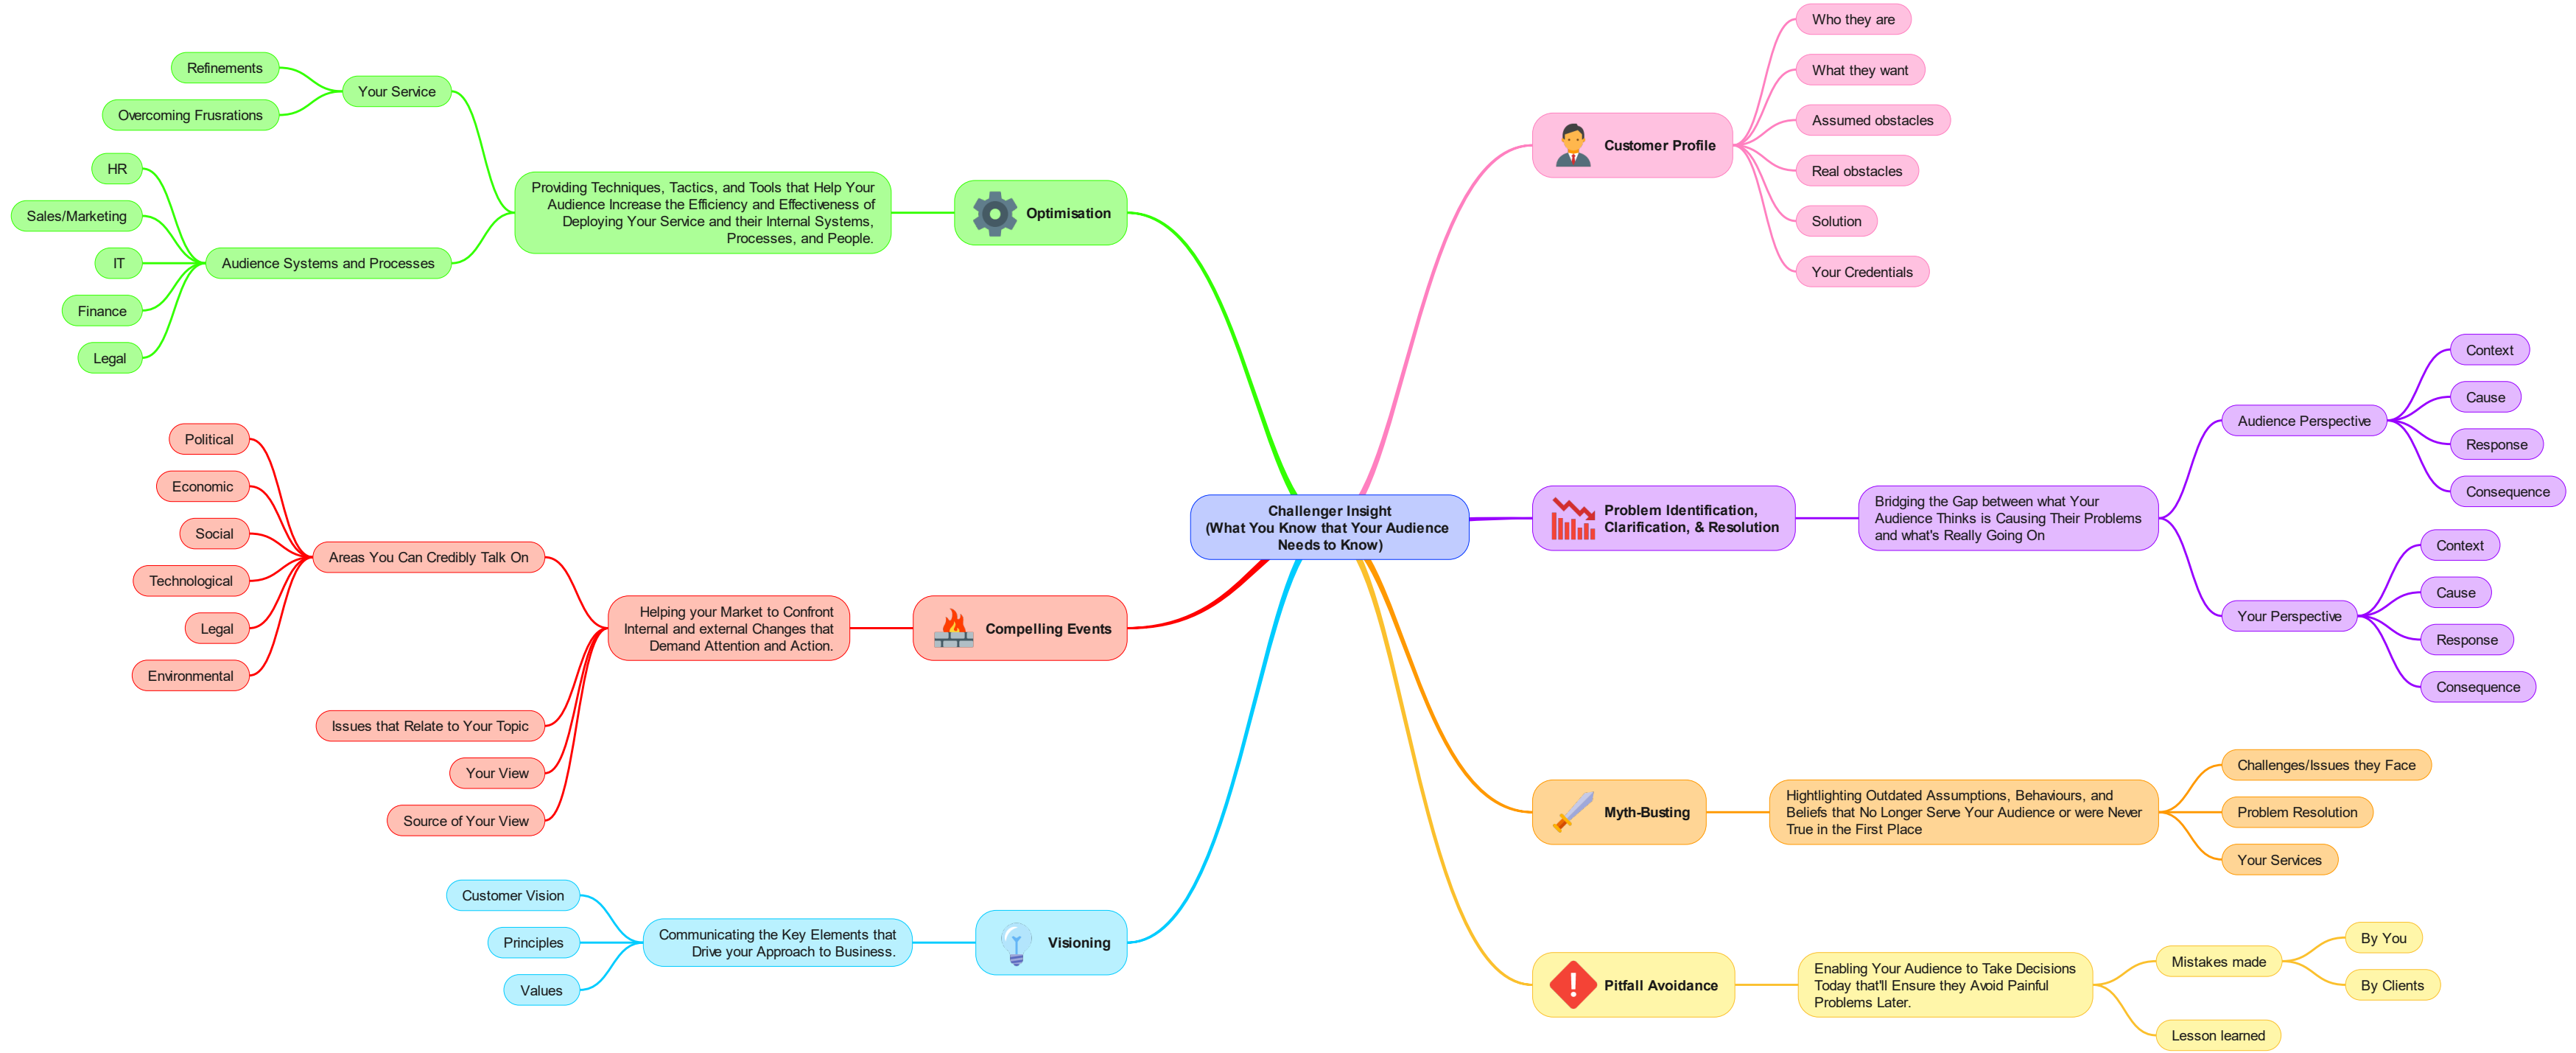 Challenger Insight
(What You Know that Your Audience
Needs to Know)
Customer Profile
Who they are
What they want
Assumed obstacles
Real obstacles
Solution
Your Credentials
Problem Identification,
Clarification, & Resolution
Bridging the Gap between what Your
Audience Thinks is Causing Their Problems
and what's Really Going On
Audience Perspective
Context
Cause
Response
Consequence
Your Perspective
Context
Cause
Response
Consequence
Myth-Busting
Hightlighting Outdated Assumptions, Behaviours, and
Beliefs that No Longer Serve Your Audience or were Never
True in the First Place
Challenges/Issues they Face
Problem Resolution
Your Services
Pitfall Avoidance
Enabling Your Audience to Take Decisions
Today that'll Ensure they Avoid Painful
Problems Later.
Mistakes made
By You
By Clients
Lesson learned
Optimisation
Providing Techniques, Tactics, and Tools that Help Your
Audience Increase the Efficiency and Effectiveness of
Deploying Your Service and their Internal Systems,
Processes, and People.
Your Service
Refinements
Overcoming Frusrations
Audience Systems and Processes
HR
Sales/Marketing
IT
Finance
Legal
Compelling Events
Helping your Market to Confront
Internal and external Changes that
Demand Attention and Action.
Areas You Can Credibly Talk On
Political
Economic
Social
Technological
Legal
Environmental
Issues that Relate to Your Topic
Your View
Source of Your View
Visioning
Communicating the Key Elements that
Drive your Approach to Business.
Customer Vision
Principles
Values